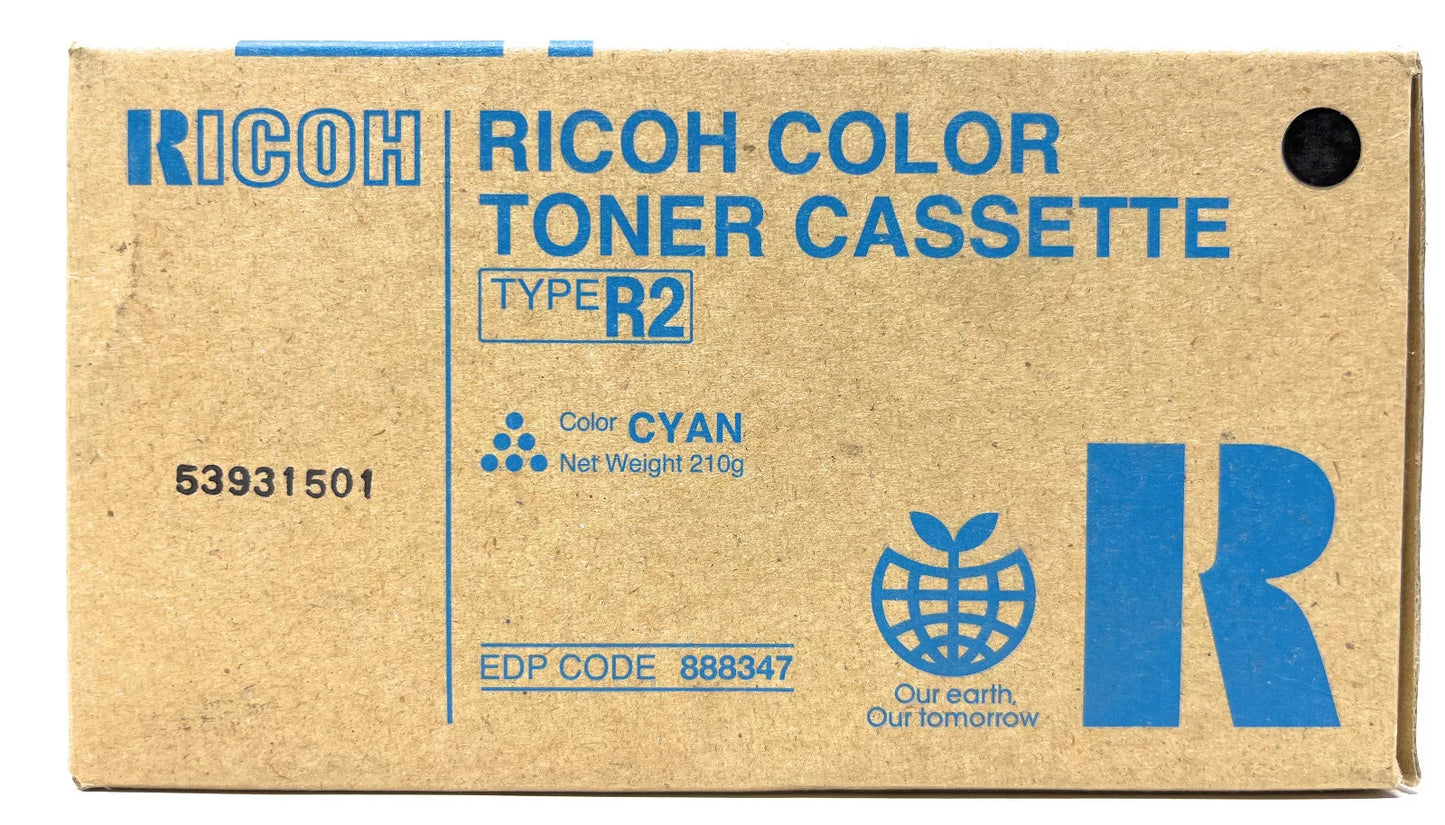 RICOH
RICOH COLOR
TONER CASSETTE
TYPE R2
Color CYAN
Net Weight 210g
53931501
EDP CODE 888347
Our earth,
Our tomorrow
R